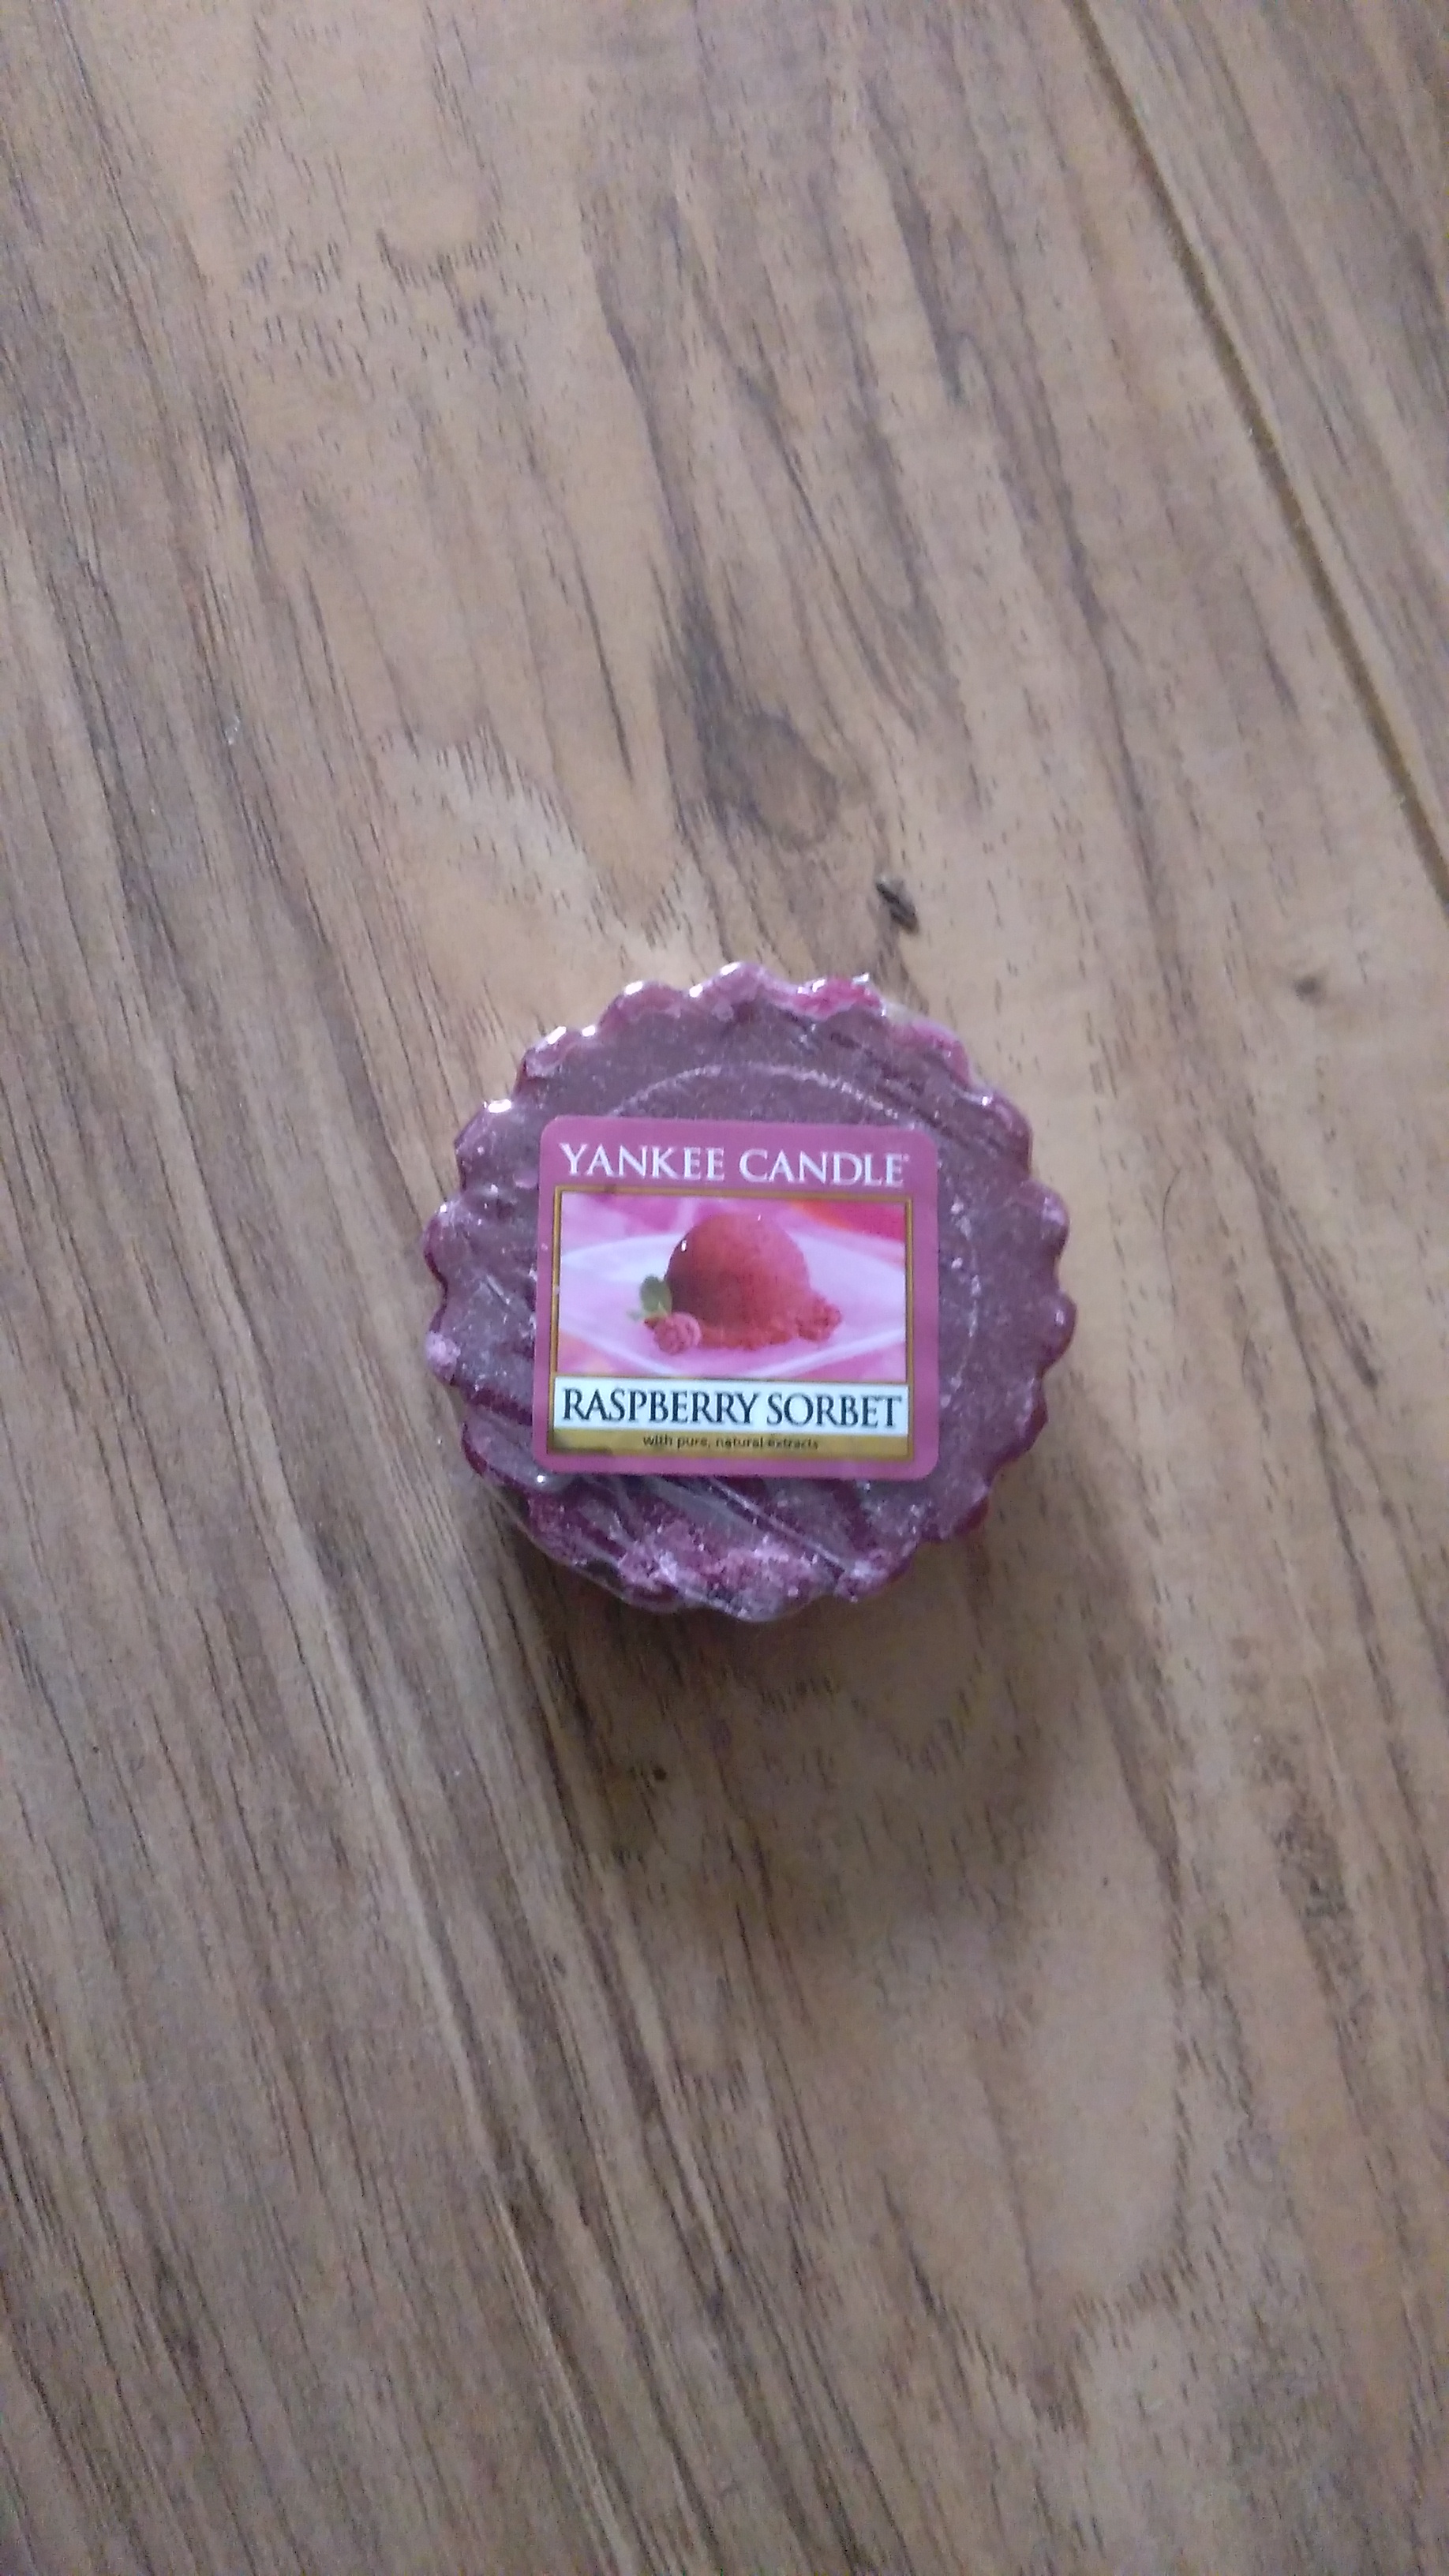 YANKEE CANDLE®
RASPBERRY SORBET
with pure, natural extracts